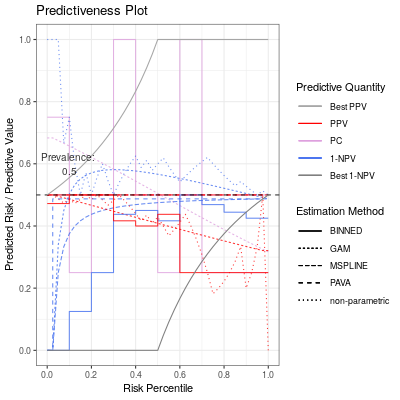 Predictiveness Plot
Predicted Risk / Predictive Value
1.0
0.8
0.6
0.4
0.2
0.0
Prevalence:
0.5
0.0 0.2 0.4 0.6 0.8 1.0
Risk Percentile
Predictive Quantity
Best PPV
PPV
PC
1-NPV
Best 1-NPV
Estimation Method
BINNED
GAM
MSPLINE
PAVA
non-parametric